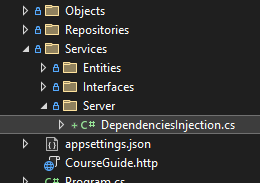 Objects
Repositories
Services
Entities
Interfaces
Server
+ C# DependenciesInjection.cs
{} appsettings.json
CourseGuide.http
C# Program.cs